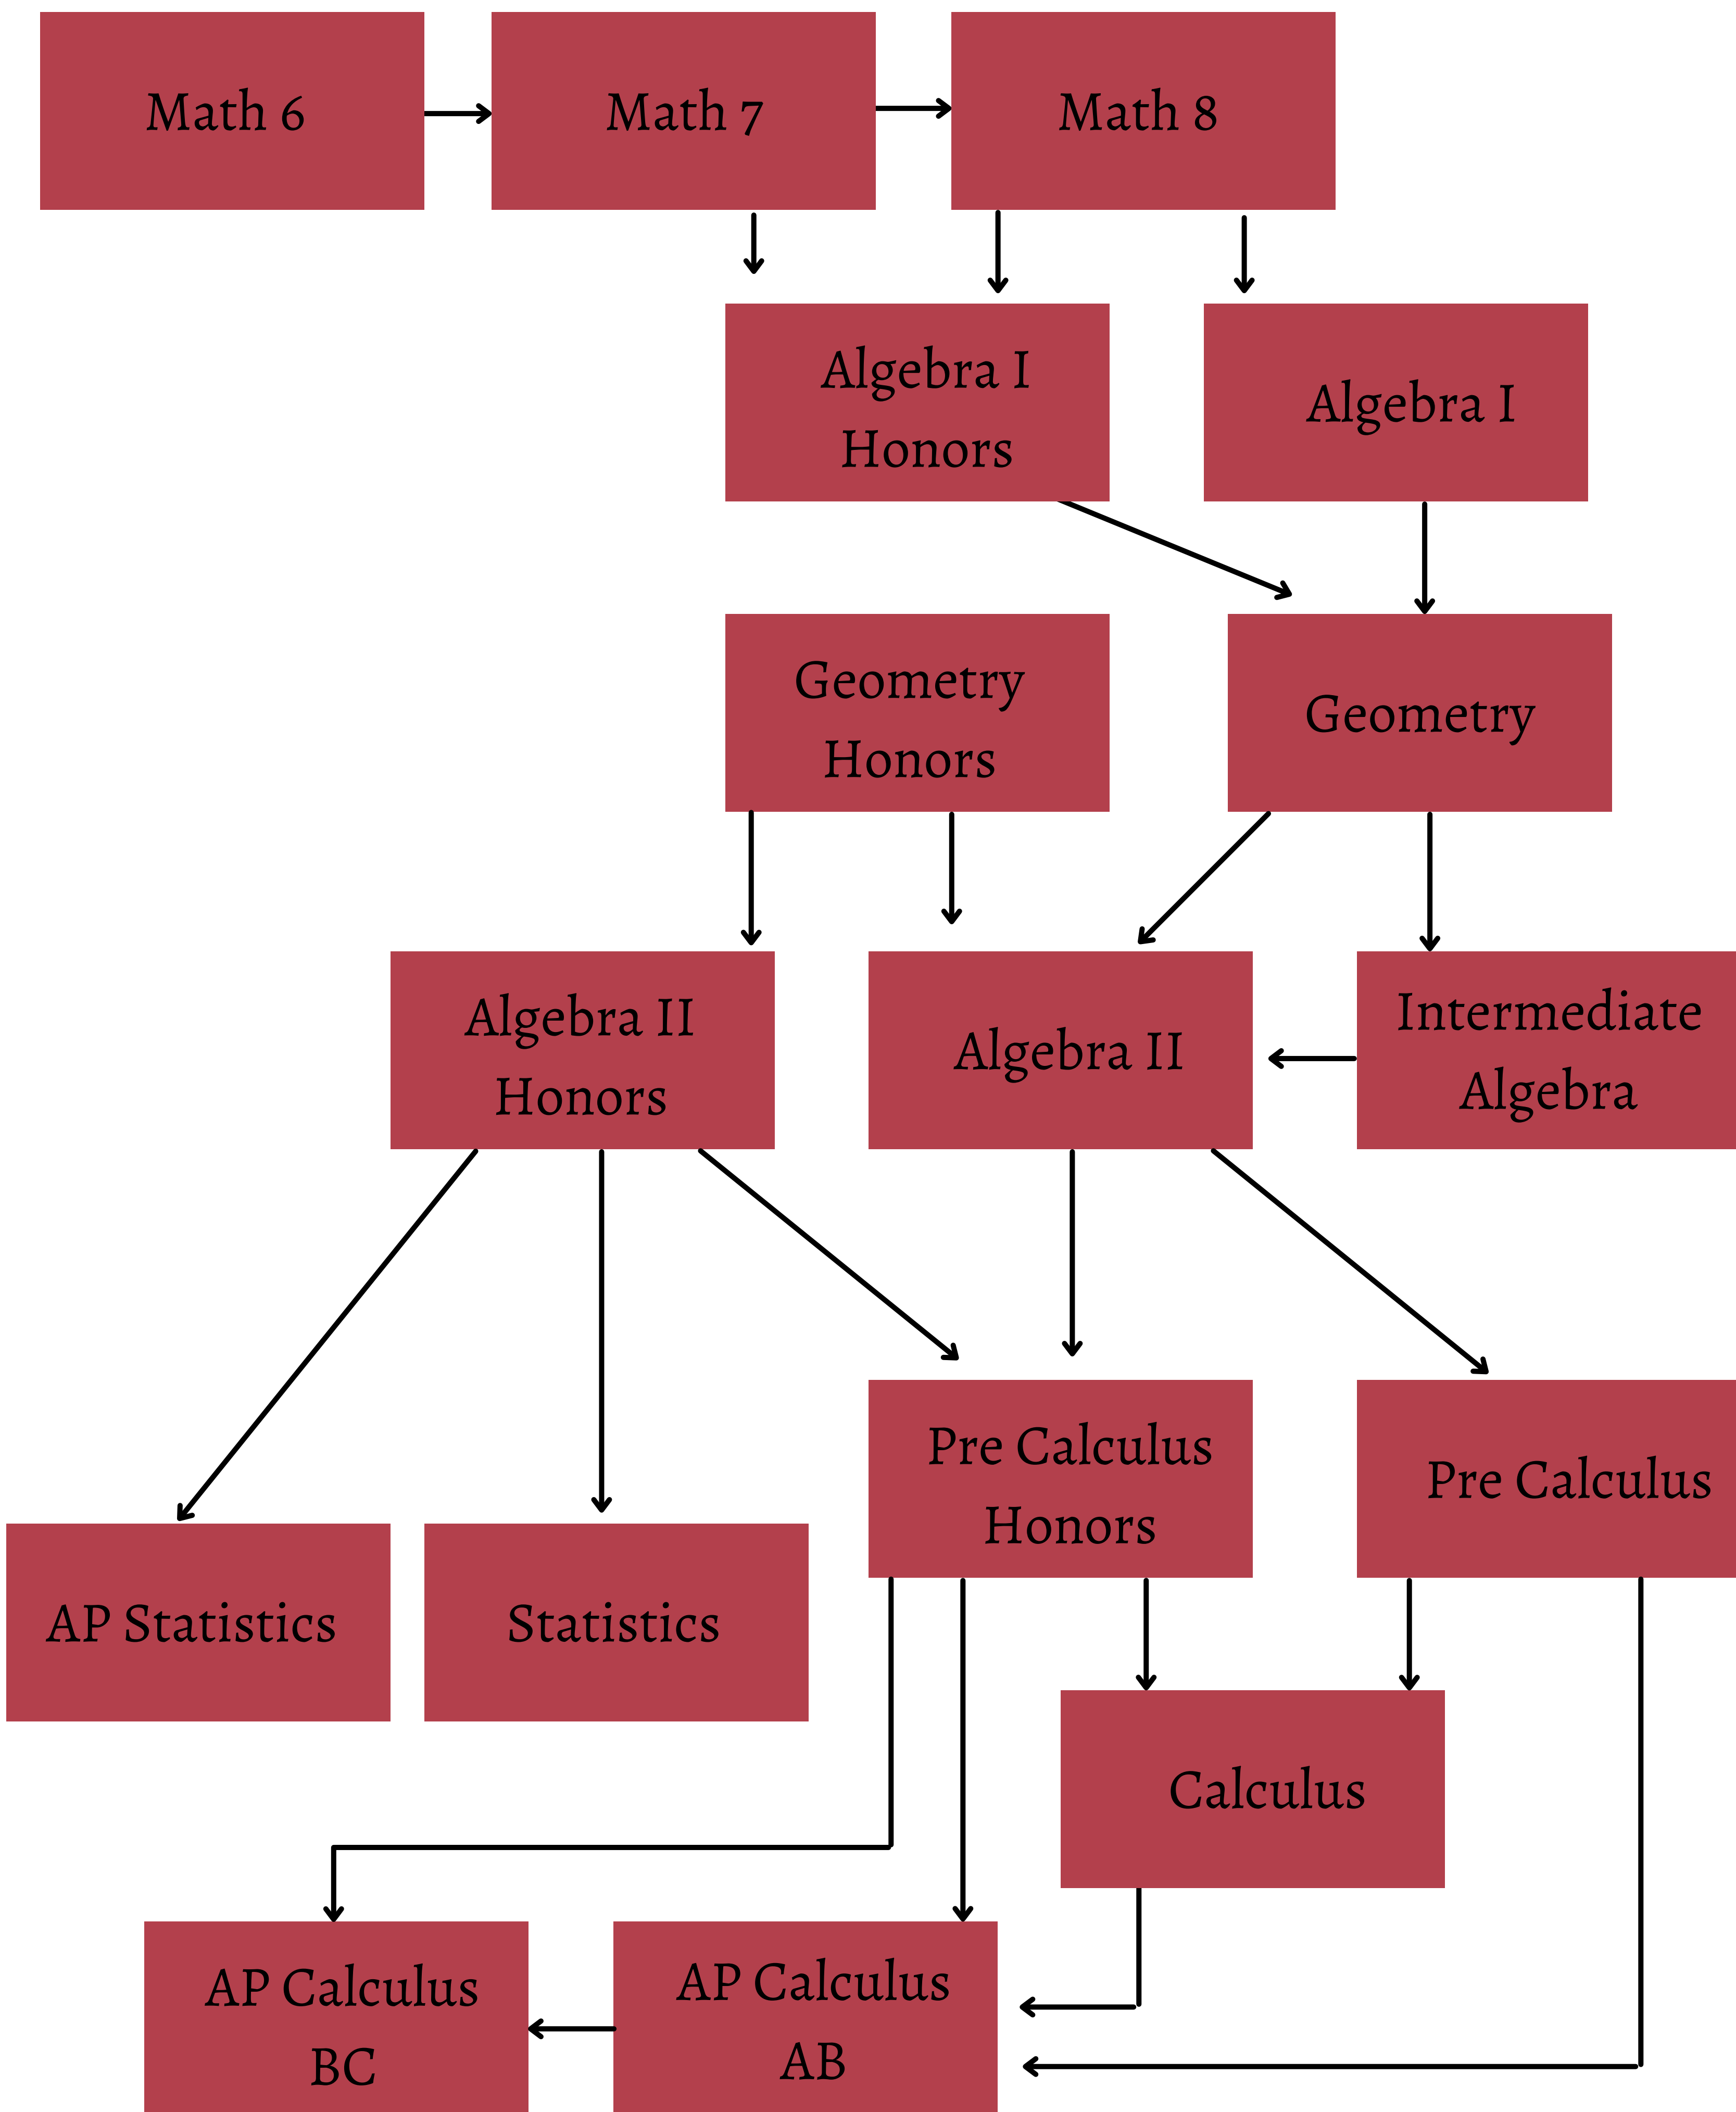 Math 6
Math 7
Math 8
Algebra I
Honors
Algebra I
Geometry
Honors
Geometry
Algebra II
Honors
Algebra II
Intermediate
Algebra
Pre Calculus
Honors
Pre Calculus
AP Statistics
Statistics
Calculus
AP Calculus
BC
AP Calculus
AB